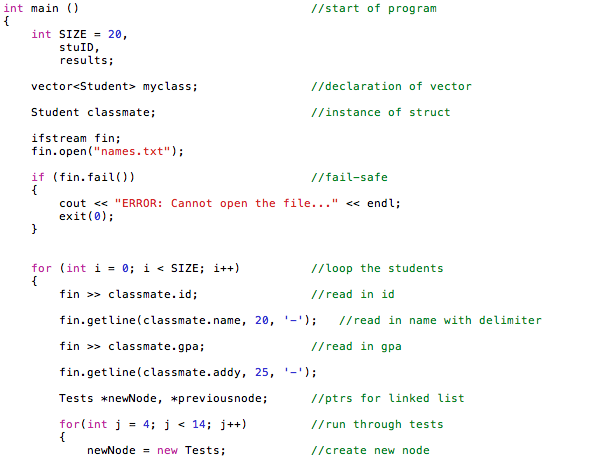 int main ()                                 //start of program
{
    int SIZE = 20,
        stuID,
        results;
    vector<Student> myclass;                //declaration of vector
    Student classmate;                      //instance of struct
    ifstream fin;
    fin.open("names.txt");
    if (fin.fail())                         //fail-safe
    {
        cout << "ERROR: Cannot open the file..." << endl;
        exit(0);
    }
    for (int i = 0; i < SIZE; i++)          //loop the students
    {
        fin >> classmate.id;                //read in id
        fin.getline(classmate.name, 20, '-');   //read in name with delimiter
        fin >> classmate.gpa;               //read in gpa
        fin.getline(classmate.addy, 25, '-');
        Tests *newNode, *previousnode;      //ptrs for linked list
        for(int j = 4; j < 14; j++)         //run through tests
        {
            newNode = new Tests;            //create new node